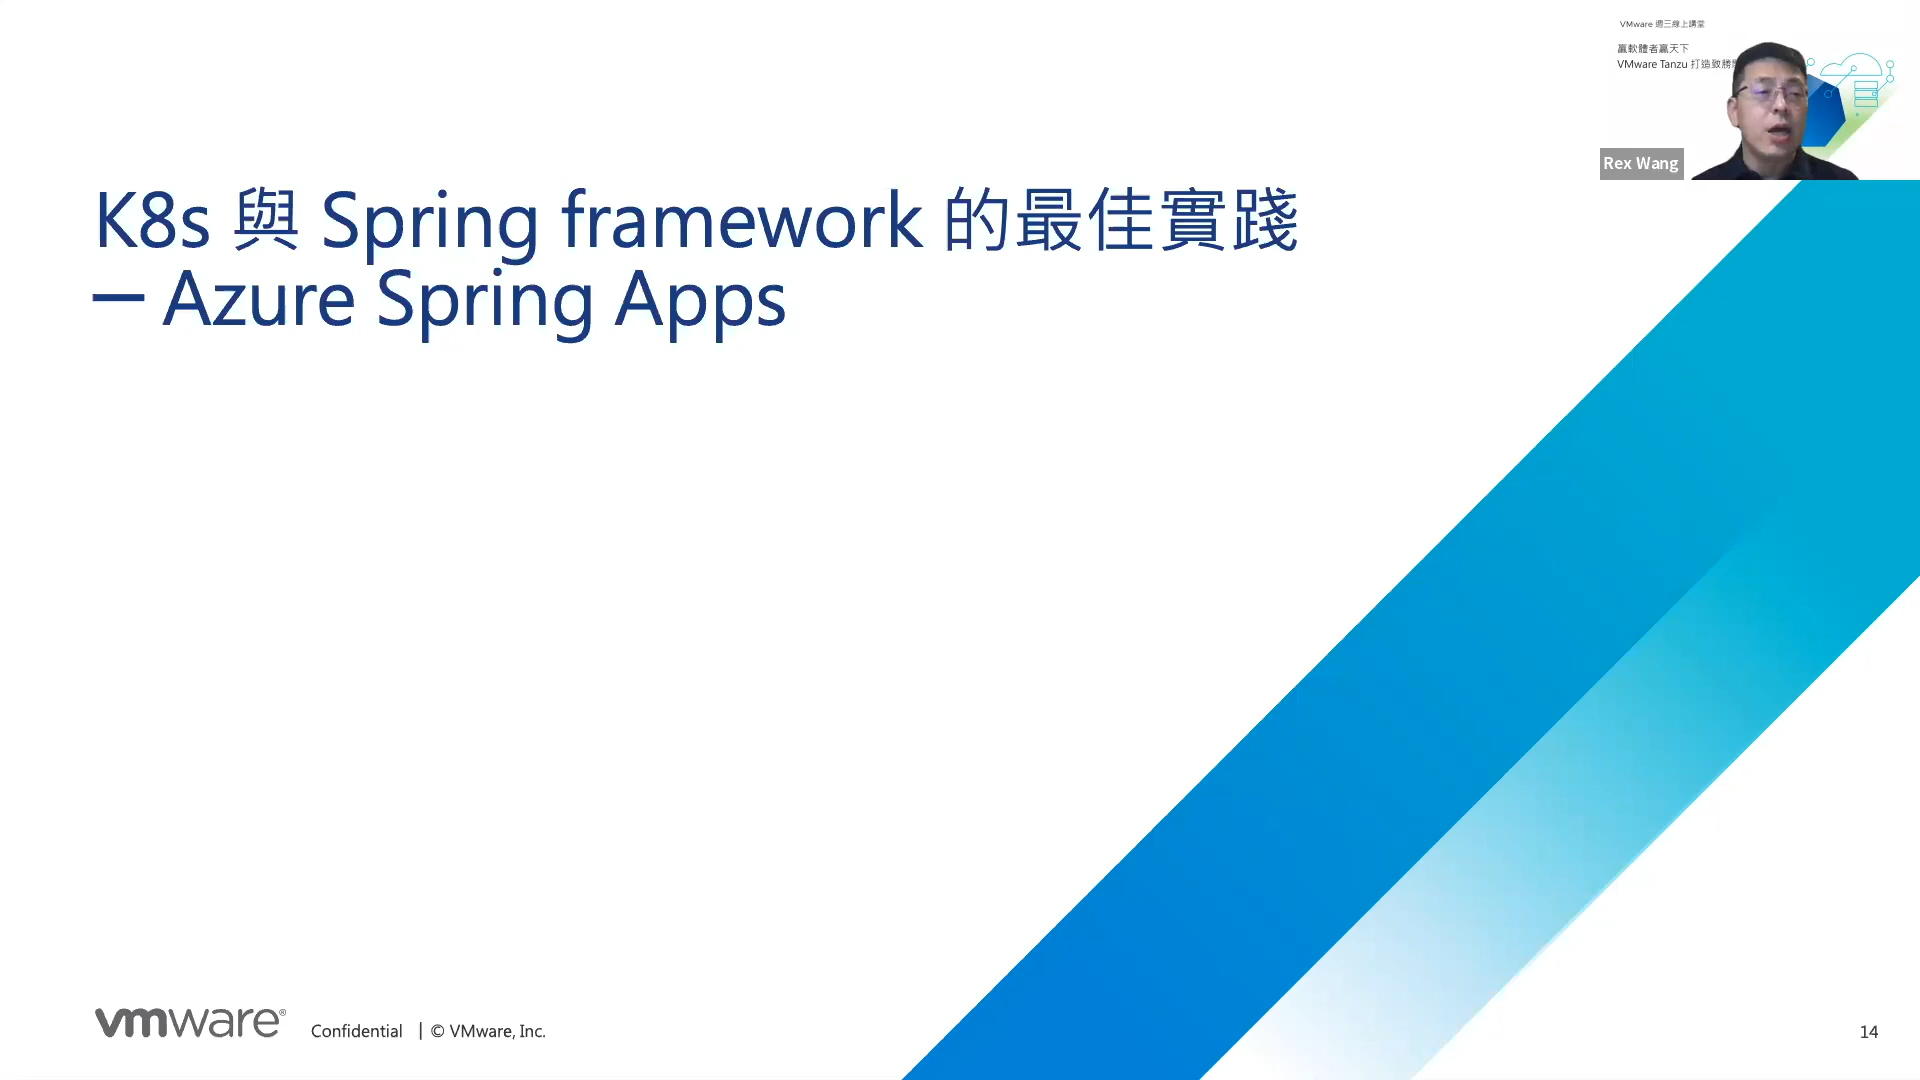 VMware 週三線上講堂
贏軟體者贏天下
VMware Tanzu 打造致勝
Rex Wang
K8s 與 Spring framework 的最佳實踐
— Azure Spring Apps
vmware®
Confidential | © VMware, Inc.
14